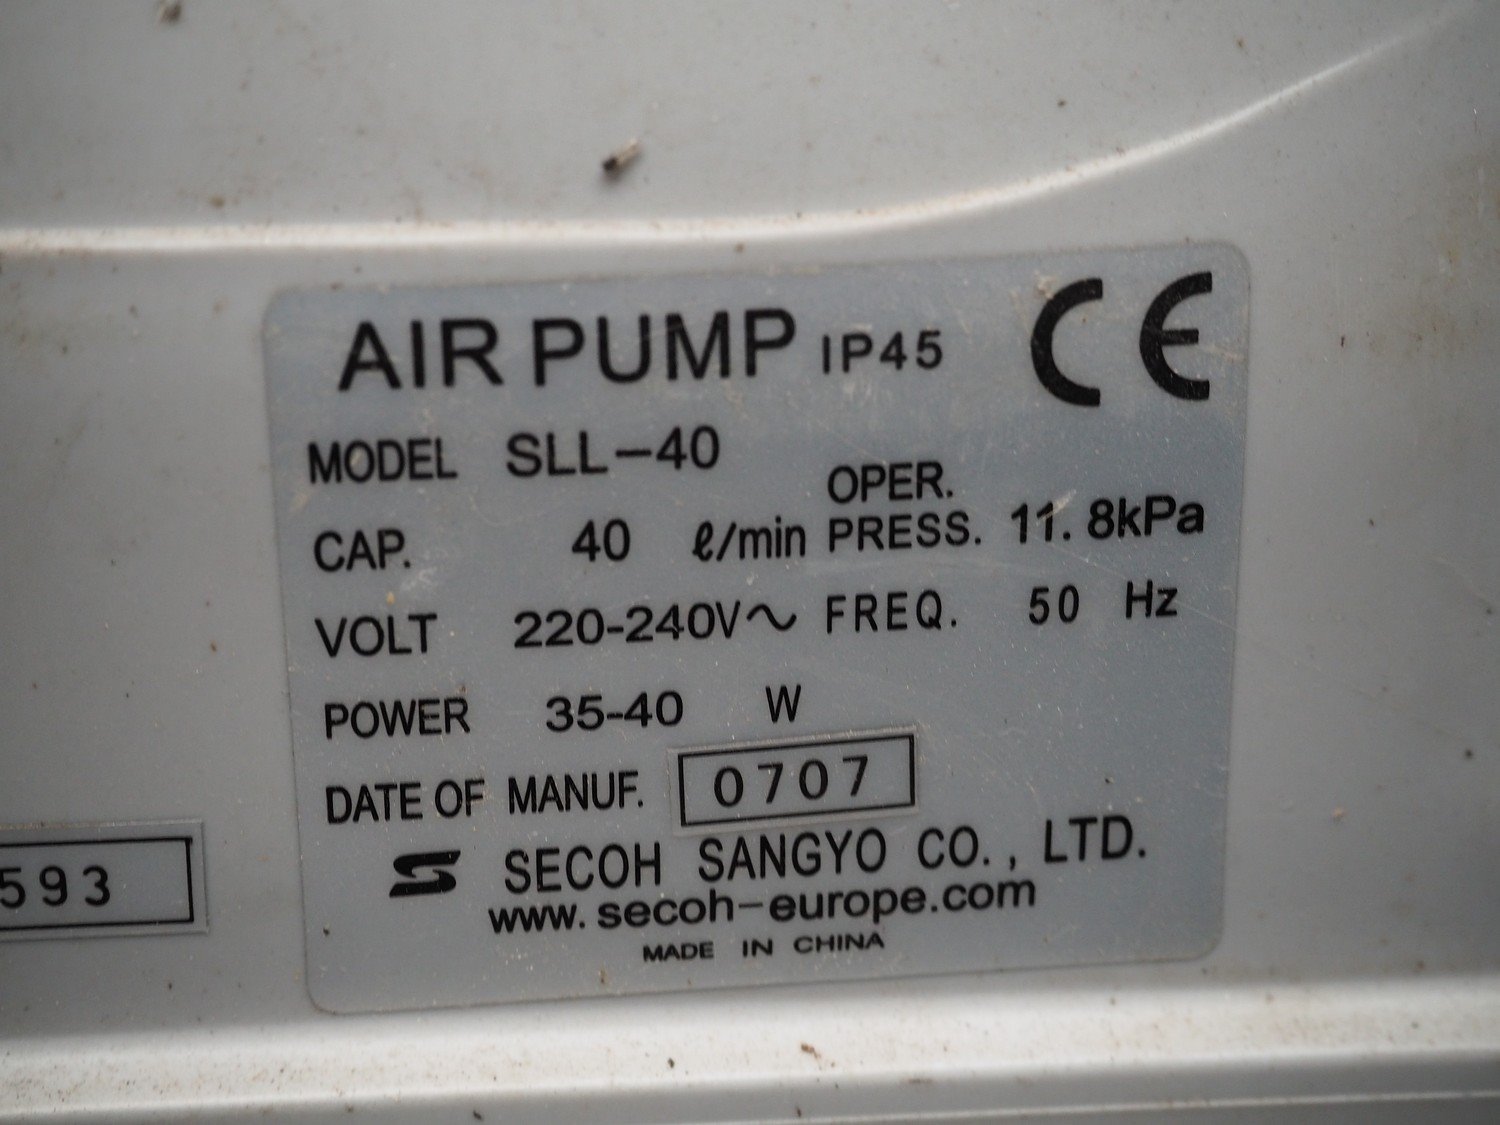 AIR PUMP IP45 CE
MODEL SLL-40
CAP. 40 ℓ/min OPER. PRESS. 11.8kPa
VOLT 220-240V~ FREQ. 50 Hz
POWER 35-40 W
DATE OF MANUF. 0707
593
SECOH SANGYO CO., LTD.
www.secoh-europe.com
MADE IN CHINA